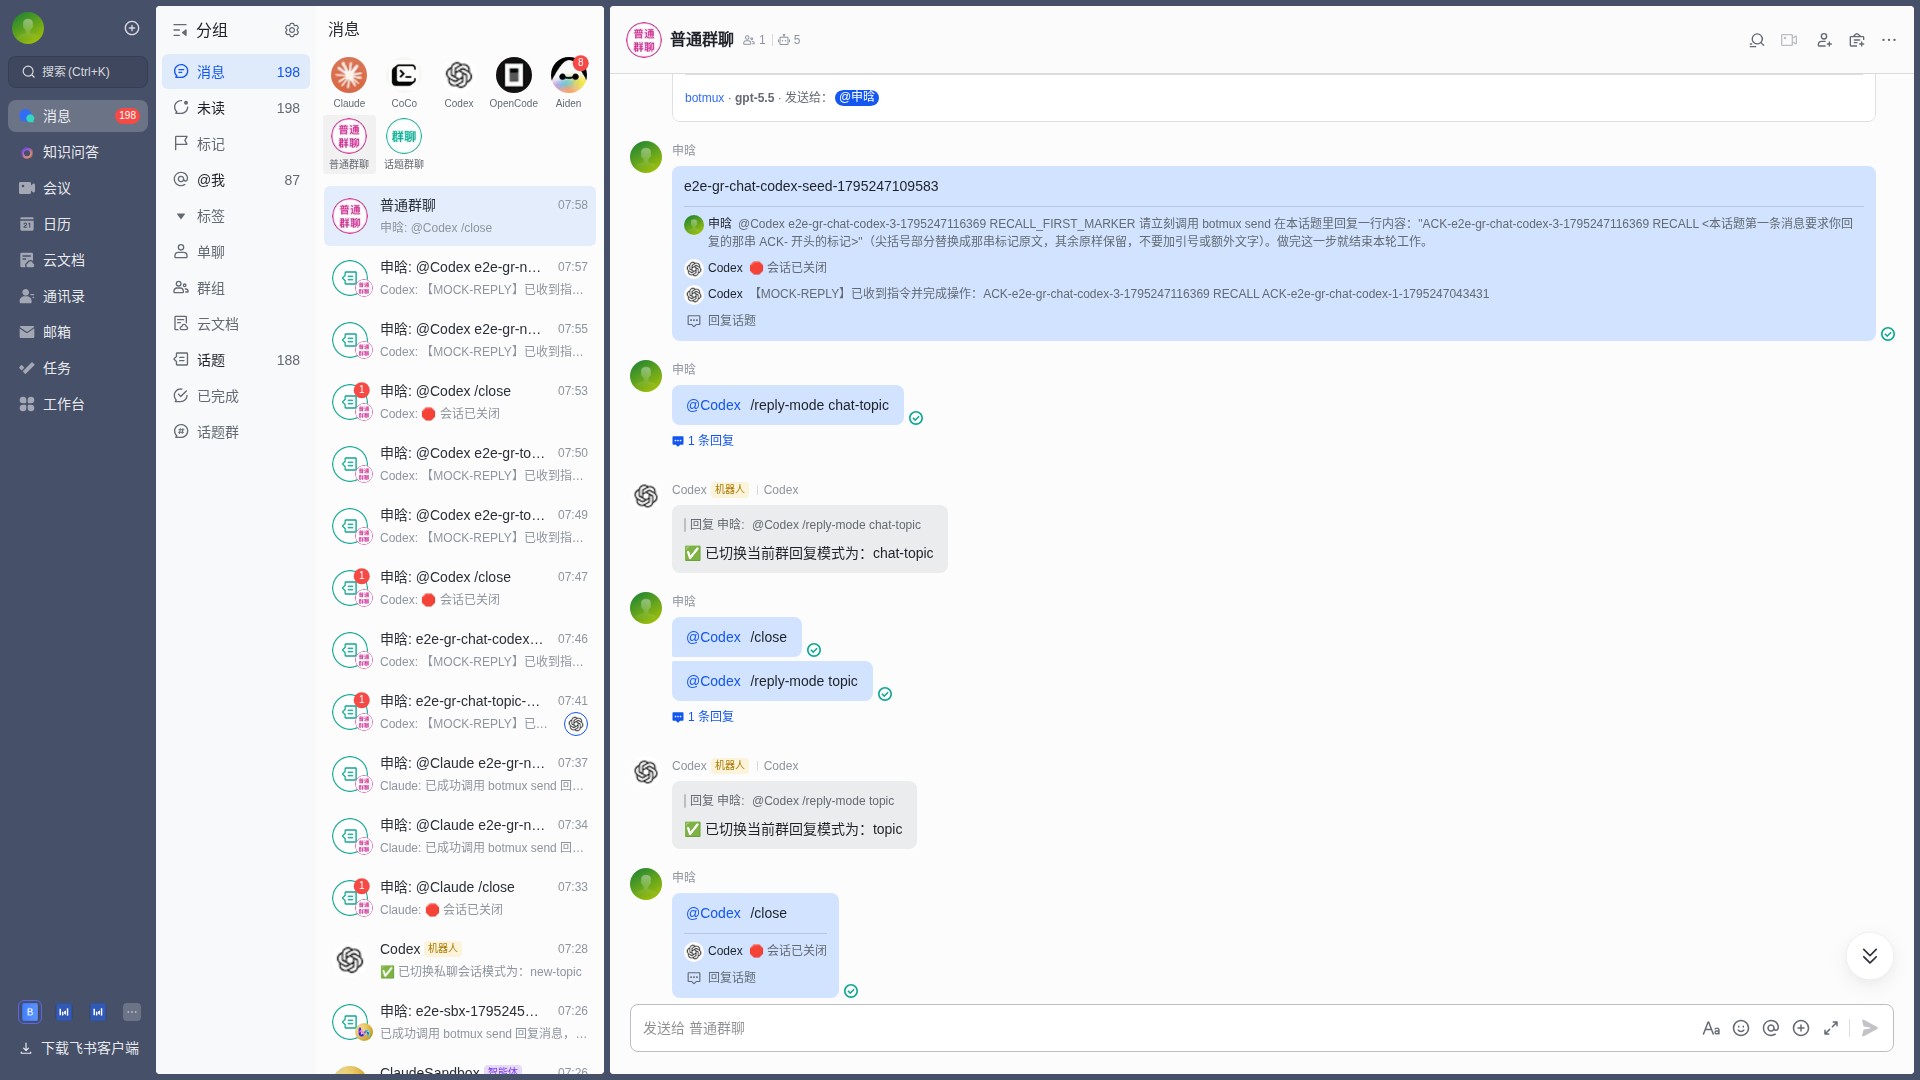 搜索 (Ctrl+K)
消息 198
知识问答
会议
日历
云文档
通讯录
邮箱
任务
工作台
下载飞书客户端
分组
消息 198
未读 198
标记
@我 87
标签
单聊
群组
云文档
话题 188
已完成
话题群
消息
Claude
CoCo
Codex
OpenCode
8
Aiden
普通群聊
普通群聊
群聊
话题群聊
普通群聊
普通群聊 07:58
申晗: @Codex /close
申晗: @Codex e2e-gr-n... 07:57
Codex: 【MOCK-REPLY】已收到指...
申晗: @Codex e2e-gr-n... 07:55
Codex: 【MOCK-REPLY】已收到指...
1
申晗: @Codex /close 07:53
Codex: 🛑 会话已关闭
申晗: @Codex e2e-gr-to... 07:50
Codex: 【MOCK-REPLY】已收到指...
申晗: @Codex e2e-gr-to... 07:49
Codex: 【MOCK-REPLY】已收到指...
1
申晗: @Codex /close 07:47
Codex: 🛑 会话已关闭
申晗: e2e-gr-chat-codex... 07:46
Codex: 【MOCK-REPLY】已收到指...
1
申晗: e2e-gr-chat-topic-... 07:41
Codex: 【MOCK-REPLY】已...
申晗: @Claude e2e-gr-n... 07:37
Claude: 已成功调用 botmux send 回...
申晗: @Claude e2e-gr-n... 07:34
Claude: 已成功调用 botmux send 回...
1
申晗: @Claude /close 07:33
Claude: 🛑 会话已关闭
Codex 机器人 07:28
✅ 已切换私聊会话模式为：new-topic
申晗: e2e-sbx-1795245... 07:26
已成功调用 botmux send 回复消息，...
ClaudeSandbox 智能体 07:26
普通群聊
普通群聊 1 5
botmux · gpt-5.5 · 发送给： @申晗
申晗
e2e-gr-chat-codex-seed-1795247109583
申晗 @Codex e2e-gr-chat-codex-3-1795247116369 RECALL_FIRST_MARKER 请立刻调用 botmux send 在本话题里回复一行内容："ACK-e2e-gr-chat-codex-3-1795247116369 RECALL <本话题第一条消息要求你回
复的那串 ACK- 开头的标记>"（尖括号部分替换成那串标记原文，其余原样保留，不要加引号或额外文字）。做完这一步就结束本轮工作。
Codex 🛑 会话已关闭
Codex 【MOCK-REPLY】已收到指令并完成操作：ACK-e2e-gr-chat-codex-3-1795247116369 RECALL ACK-e2e-gr-chat-codex-1-1795247043431
回复话题
申晗
@Codex /reply-mode chat-topic
1 条回复
Codex 机器人 | Codex
回复 申晗：@Codex /reply-mode chat-topic
✅ 已切换当前群回复模式为：chat-topic
申晗
@Codex /close
@Codex /reply-mode topic
1 条回复
Codex 机器人 | Codex
回复 申晗：@Codex /reply-mode topic
✅ 已切换当前群回复模式为：topic
申晗
@Codex /close
Codex 🛑 会话已关闭
回复话题
发送给 普通群聊
Aa